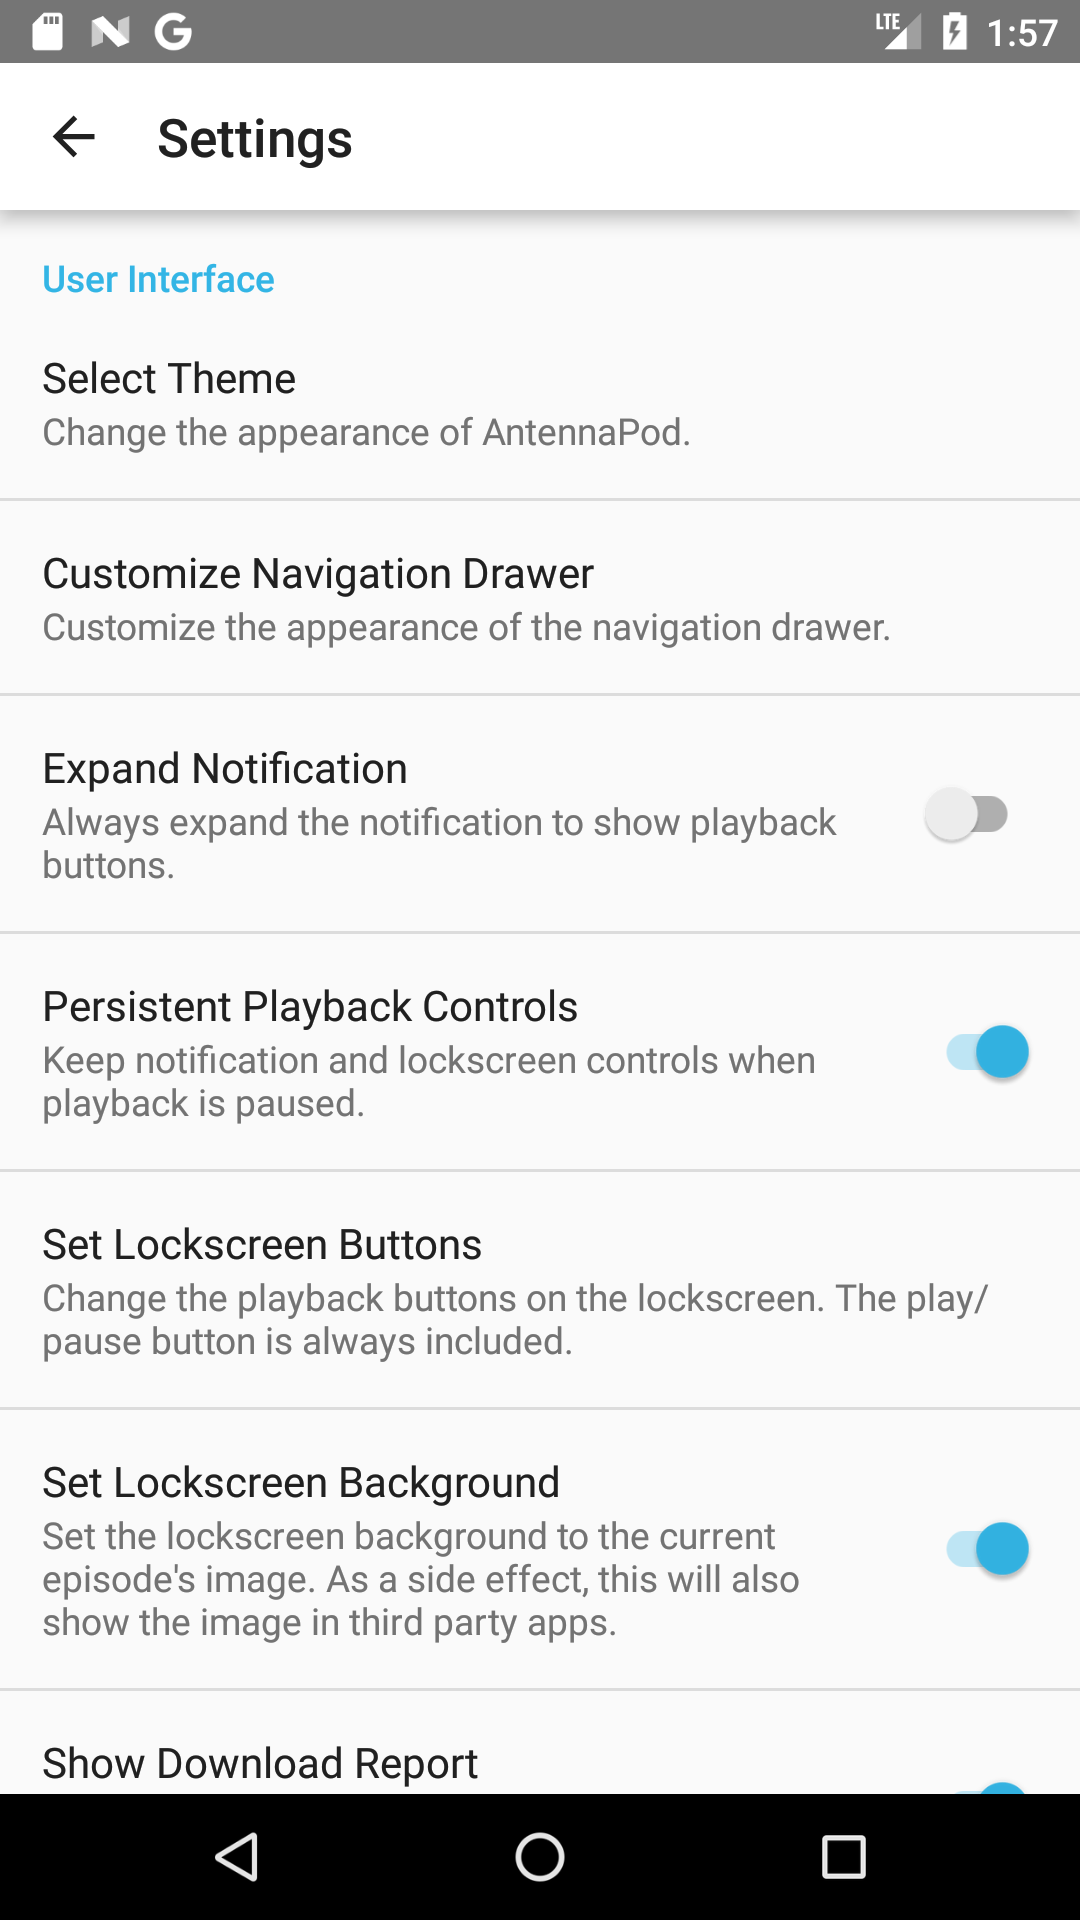 LTE 1:57
Settings
User Interface
Select Theme
Change the appearance of AntennaPod.
Customize Navigation Drawer
Customize the appearance of the navigation drawer.
Expand Notification
Always expand the notification to show playback
buttons.
Persistent Playback Controls
Keep notification and lockscreen controls when
playback is paused.
Set Lockscreen Buttons
Change the playback buttons on the lockscreen. The play/
pause button is always included.
Set Lockscreen Background
Set the lockscreen background to the current
episode's image. As a side effect, this will also
show the image in third party apps.
Show Download Report